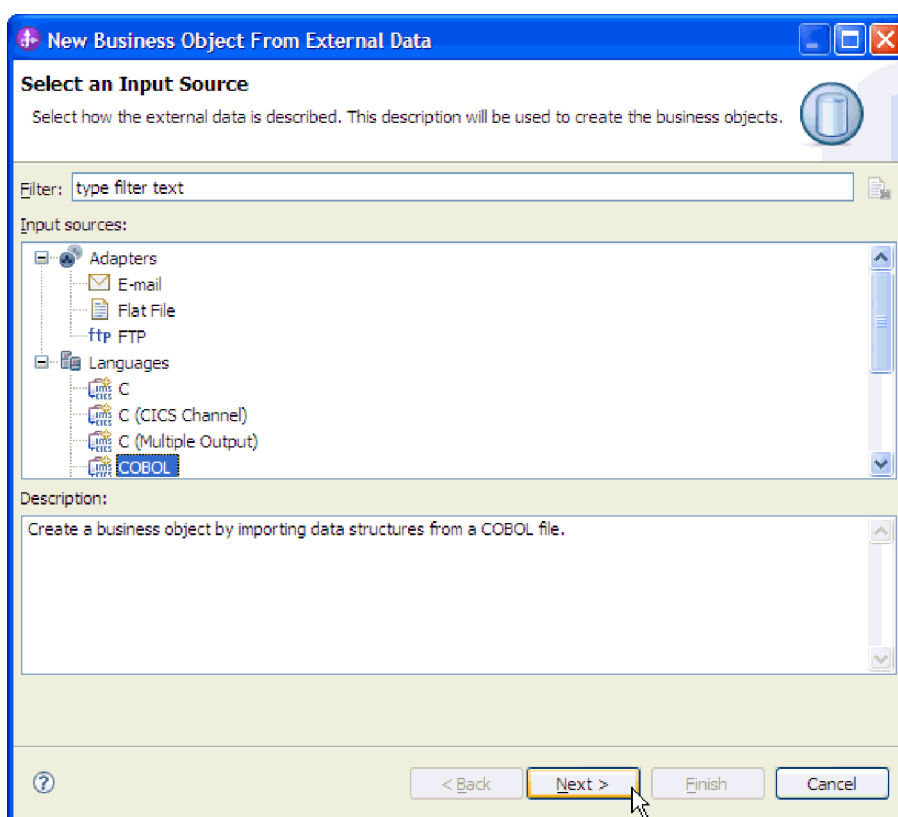 New Business Object From External Data
Select an Input Source
Select how the external data is described. This description will be used to create the business objects.
Filter: type filter text
Input sources:
Adapters
E-mail
Flat File
ftp FTP
Languages
C
C (CICS Channel)
C (Multiple Output)
COBOL
Description:
Create a business object by importing data structures from a COBOL file.
? < Back Next > Finish Cancel